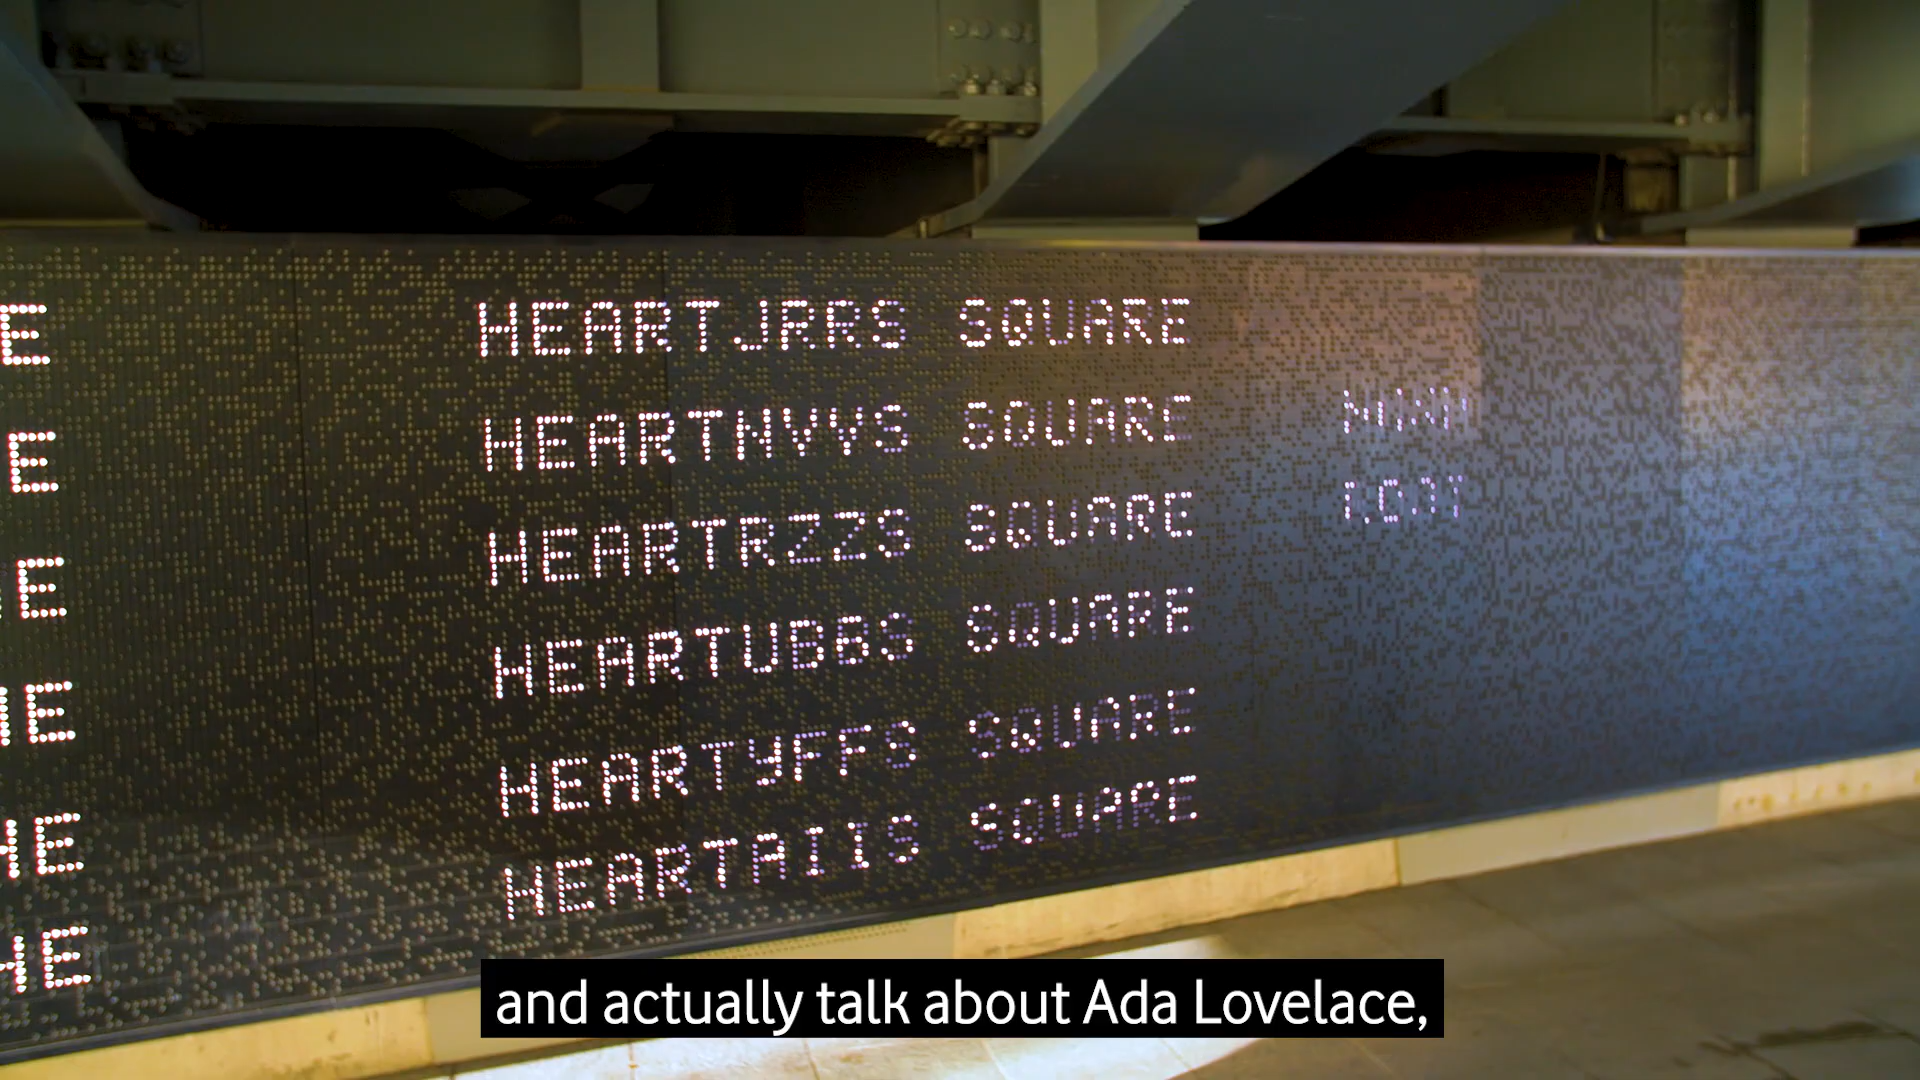 HEARTJRRS SQUARE
HEARTNVVS SQUARE
HEARTRZZS SQUARE
HEARTUBBS SQUARE
HEARTYFFS SQUARE
HEARTAIIS SQUARE
and actually talk about Ada Lovelace,